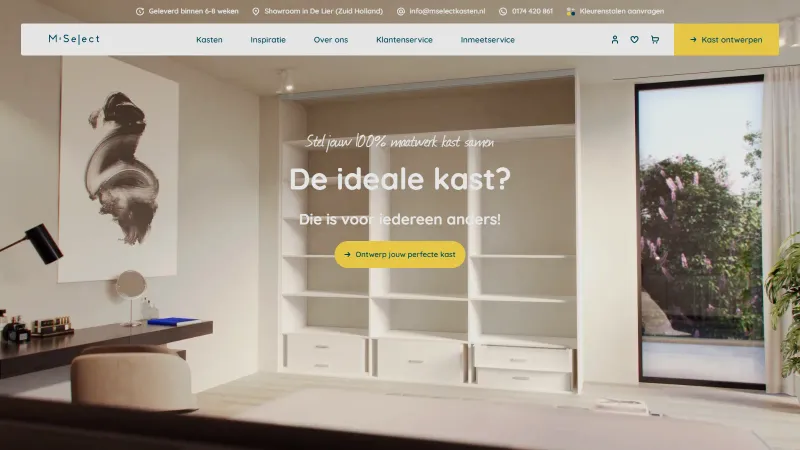 Geleverd binnen 6-8 weken
Showroom in De Lier (Zuid Holland)
info@mselectkasten.nl
0174 420 861
Kleurenstalen aanvragen
M·Select
Kasten
Inspiratie
Over ons
Klantenservice
Inmeetservice
Kast ontwerpen
Stel jouw 100% maatwerk kast samen
De ideale kast?
Die is voor iedereen anders!
Ontwerp jouw perfecte kast